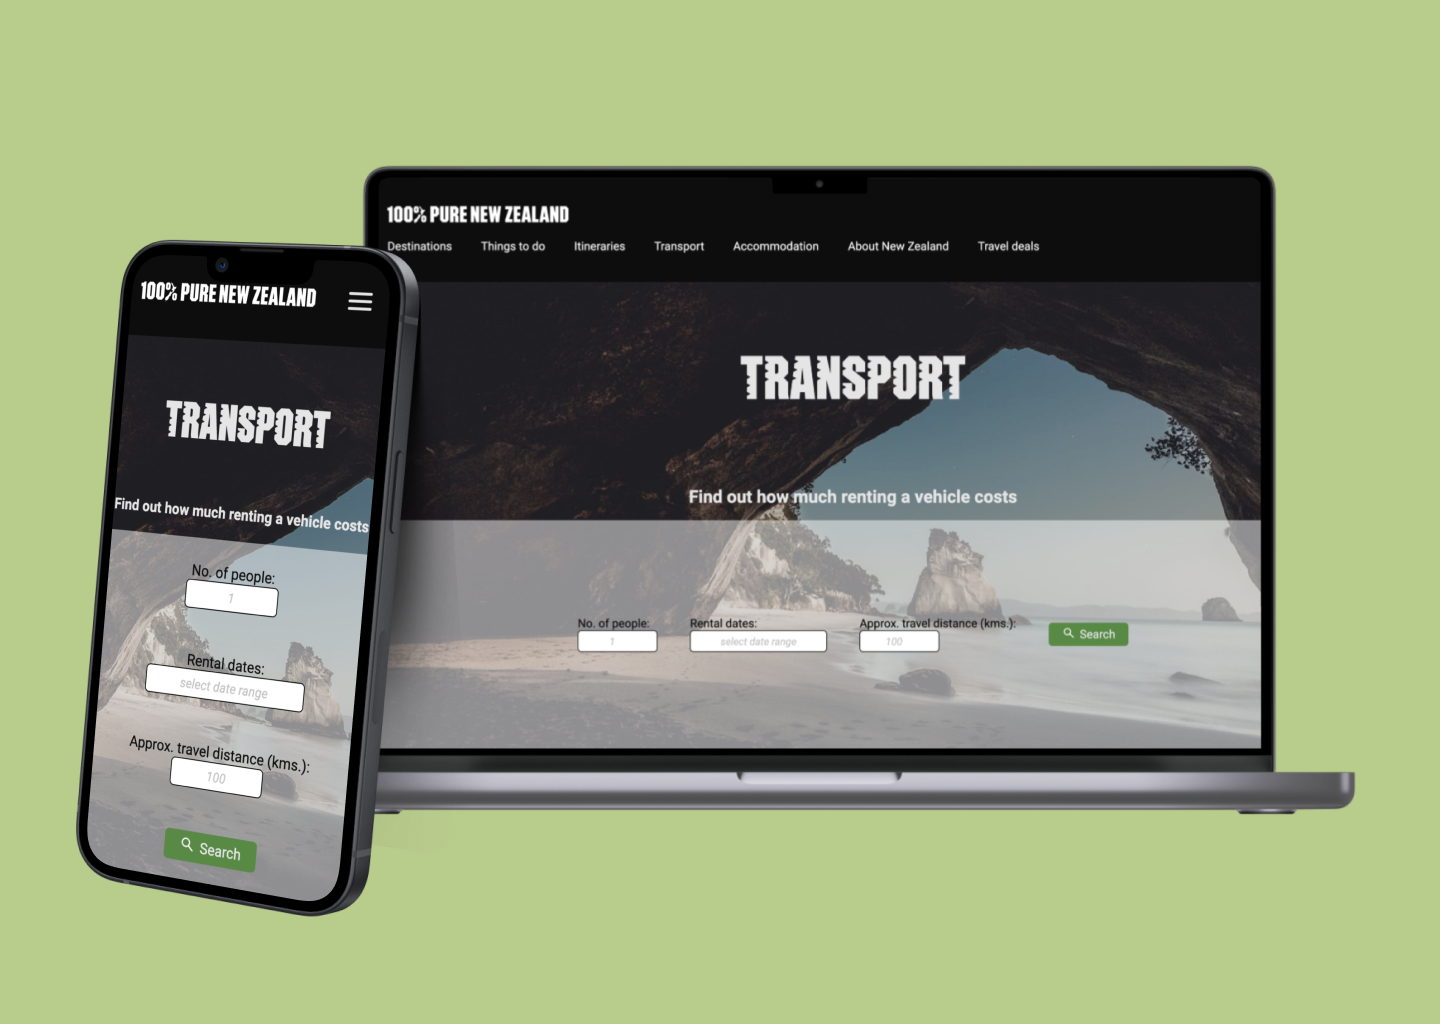 100% PURE NEW ZEALAND
TRANSPORT
Find out how much renting a vehicle costs
No. of people:
1
Rental dates:
select date range
Approx. travel distance (kms.):
100
Search
100% PURE NEW ZEALAND
Destinations Things to do Itineraries Transport Accommodation About New Zealand Travel deals
TRANSPORT
Find out how much renting a vehicle costs
No. of people: Rental dates: Approx. travel distance (kms.):
1 select date range 100 Search